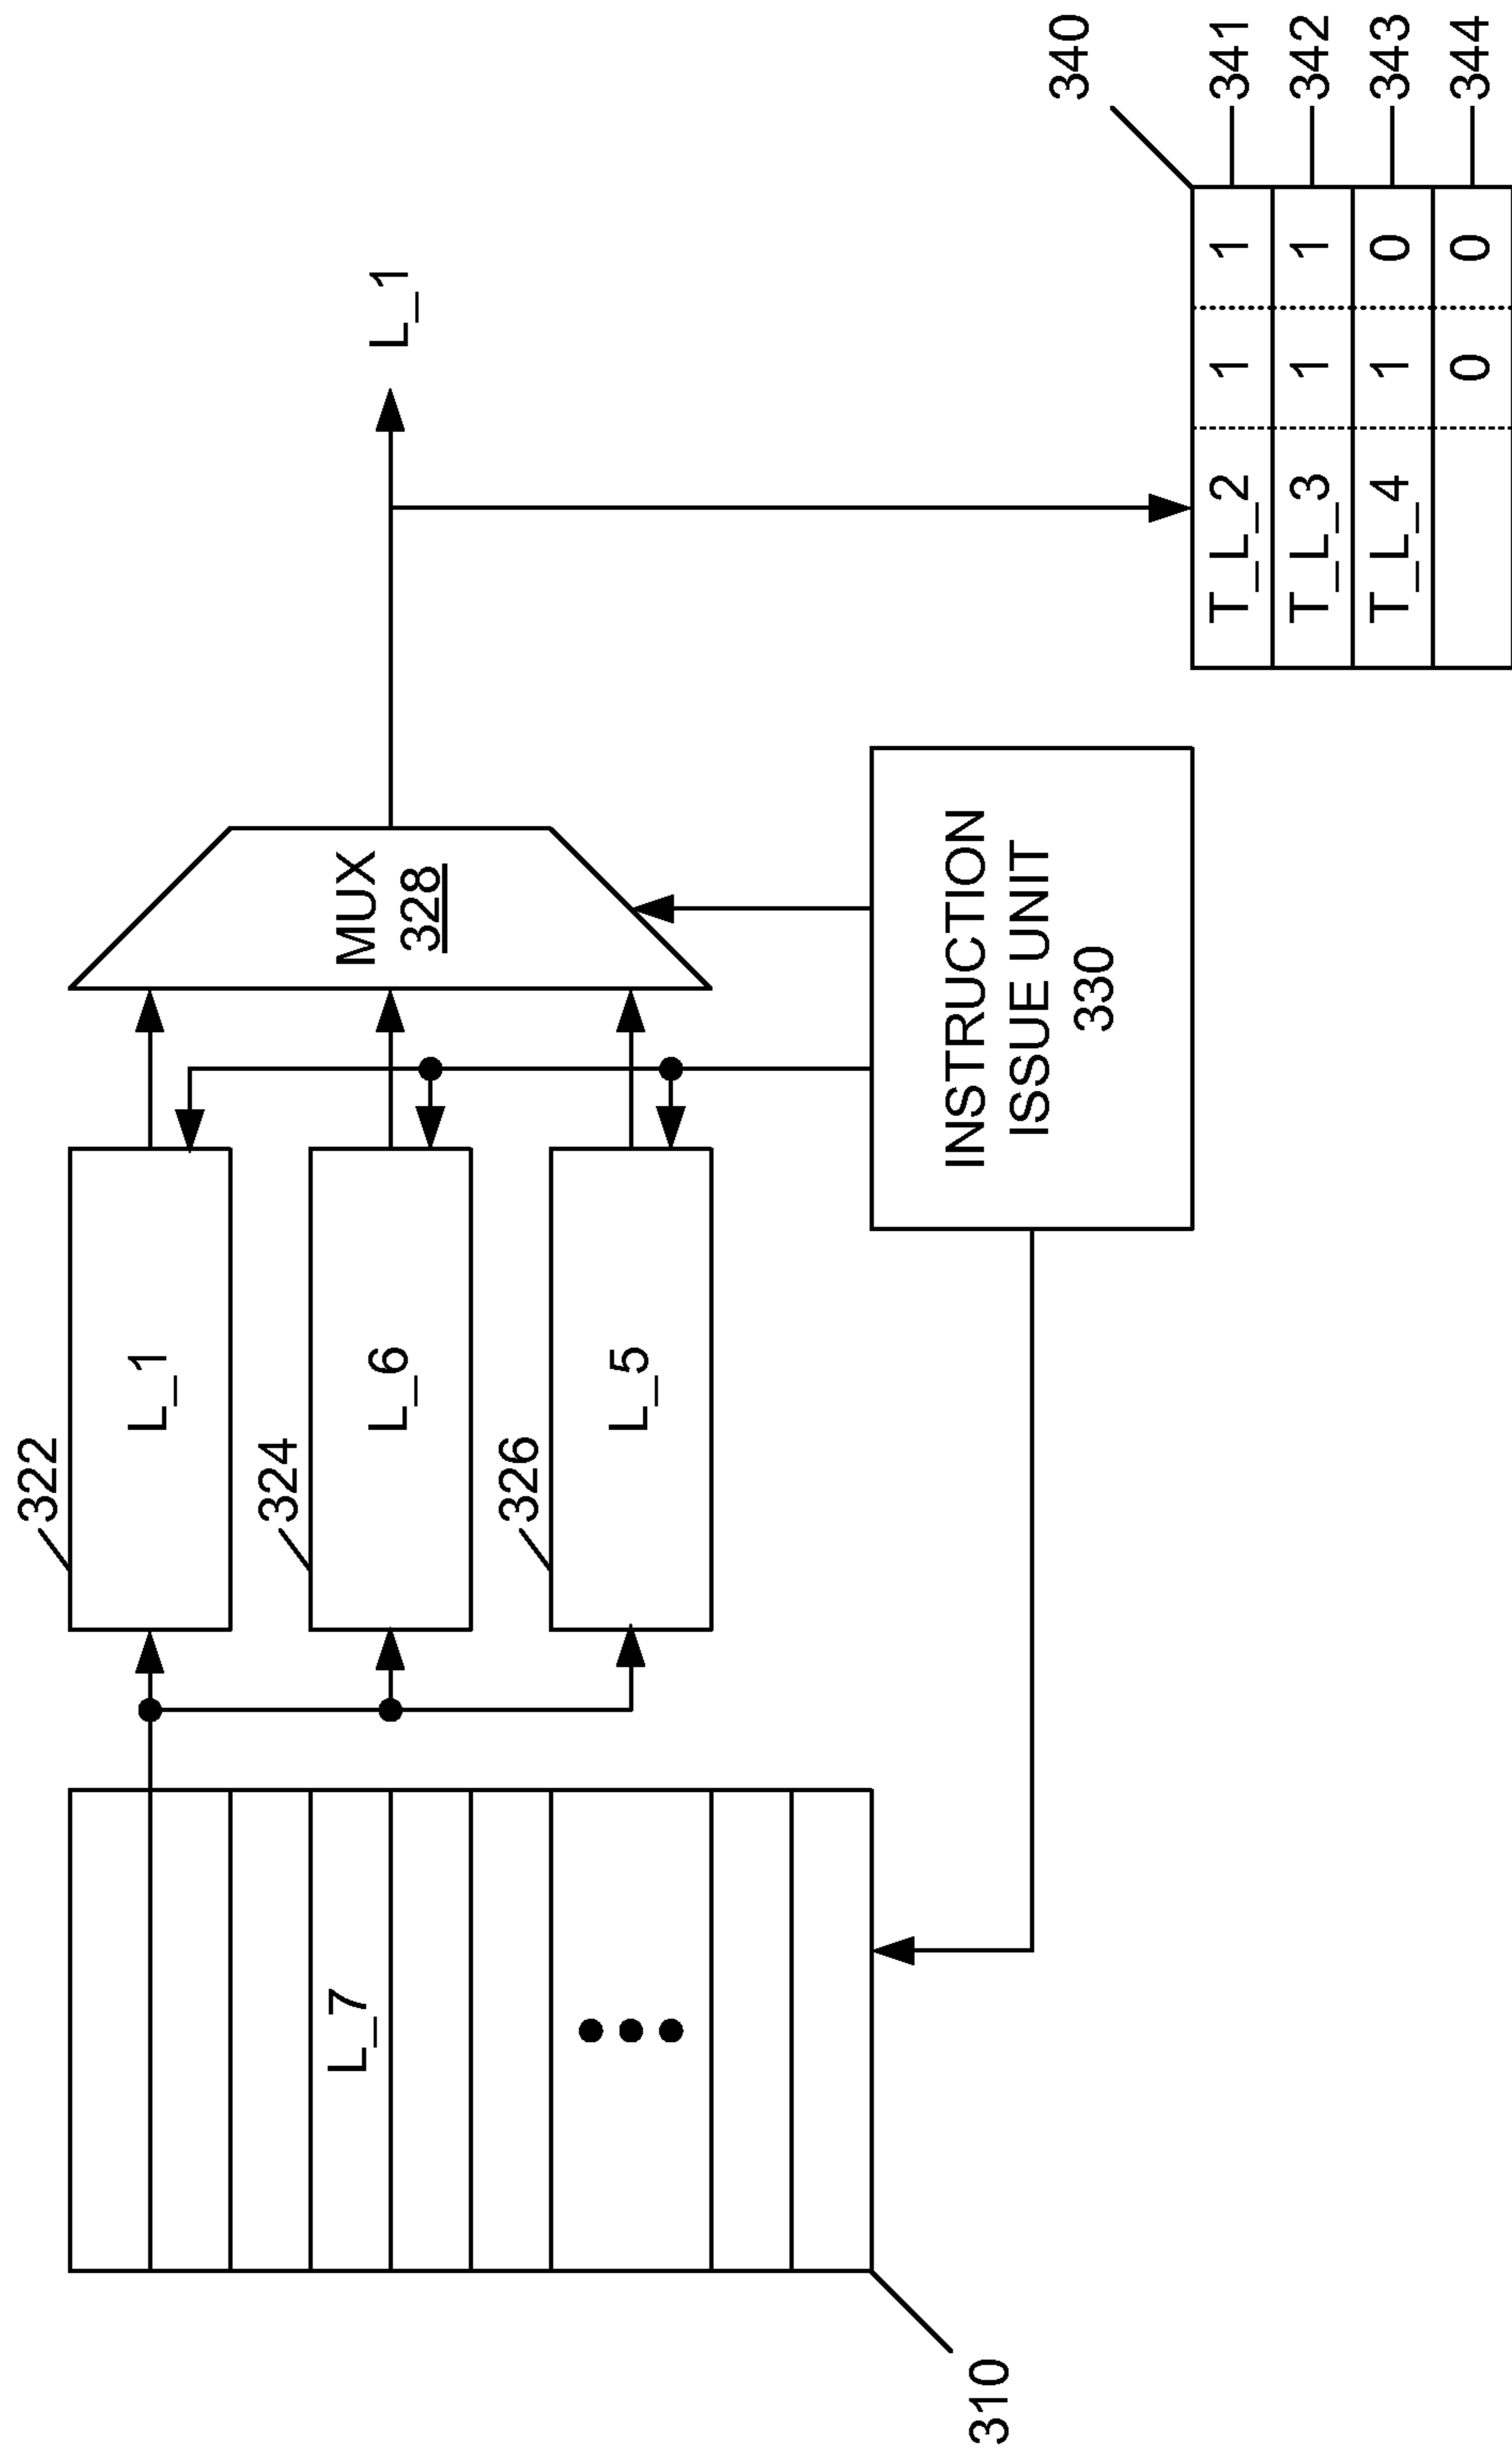 322
L_1
324
L_6
326
L_5
L_7
310
MUX
328
L_1
INSTRUCTION
ISSUE UNIT
330
340
T_L_2 1 1 341
T_L_3 1 1 342
T_L_4 1 0 343
0 0 344